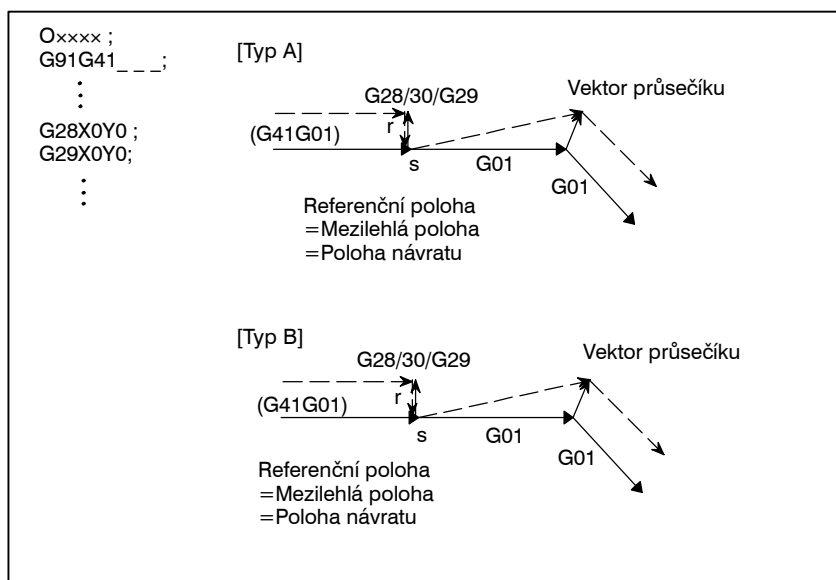 O×××× ;
G91G41_ _ _;
G28X0Y0 ;
G29X0Y0;
[Typ A]
G28/30/G29
Vektor průsečíku
(G41G01)
r
s
G01
G01
Referenční poloha
=Mezilehlá poloha
=Poloha návratu
[Typ B]
G28/30/G29
Vektor průsečíku
(G41G01)
r
s
G01
G01
Referenční poloha
=Mezilehlá poloha
=Poloha návratu